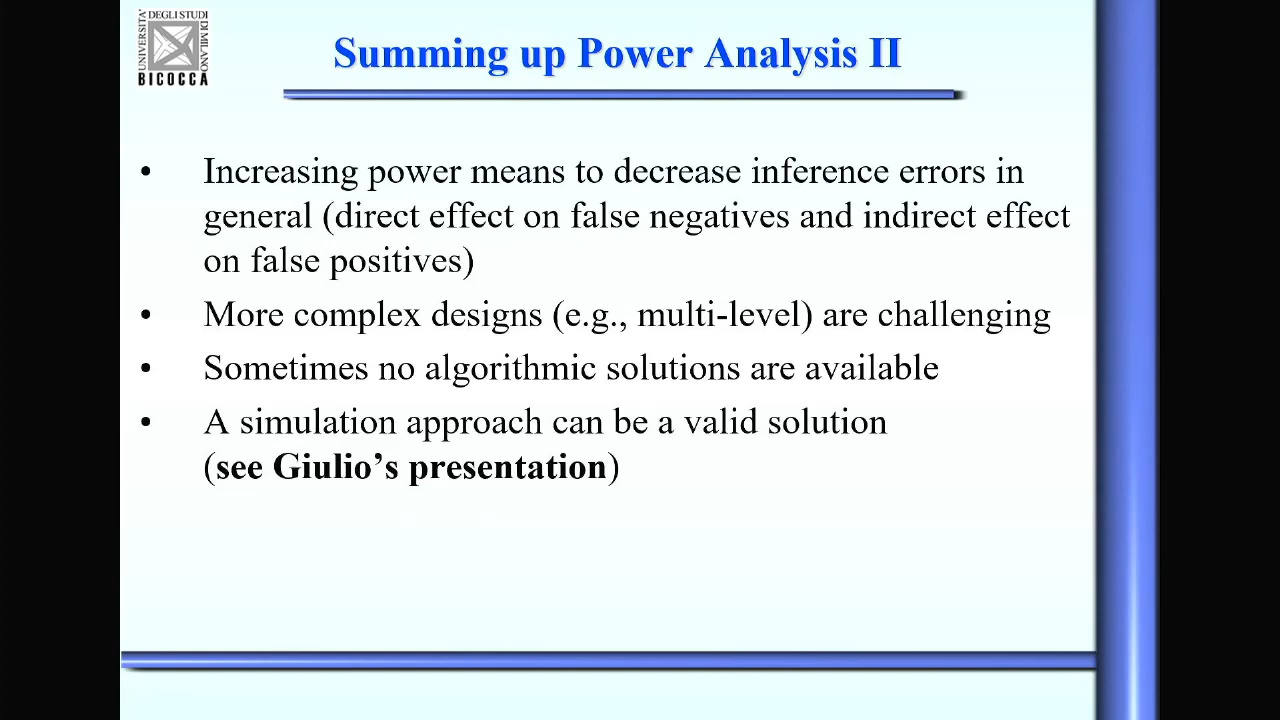 UNIVERSITA'
DEGLI STUDI
DI MILANO
BICOCCA
Summing up Power Analysis II
• Increasing power means to decrease inference errors in
general (direct effect on false negatives and indirect effect
on false positives)
• More complex designs (e.g., multi-level) are challenging
• Sometimes no algorithmic solutions are available
• A simulation approach can be a valid solution
(see Giulio’s presentation)